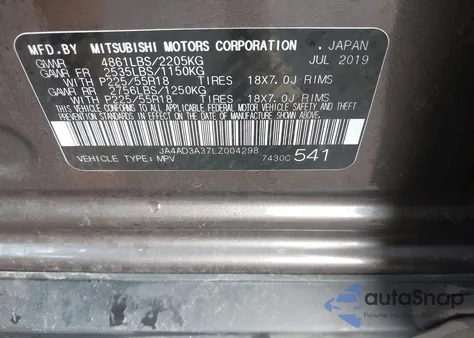 MFD.BY MITSUBISHI MOTORS CORPORATION , JAPAN
GVWR 4861LBS/2205KG JUL 2019
GAWR FR 2535LBS/1150KG
WITH P225/55R18 TIRES 18X7.0J RIMS
GAWR RR 2756LBS/1250KG
WITH P225/55R18 TIRES 18X7.0J RIMS
THIS VEHICLE CONFORMS TO ALL APPLICABLE FEDERAL MOTOR VEHICLE SAFETY
AND THEFT PREVENTION STANDARDS IN EFFECT ON THE DATE OF MANUFACTURE SHOWN ABOVE.
JA4AD3A37LZ004298
VEHICLE TYPE: MPV 7430C 541
autoSnap